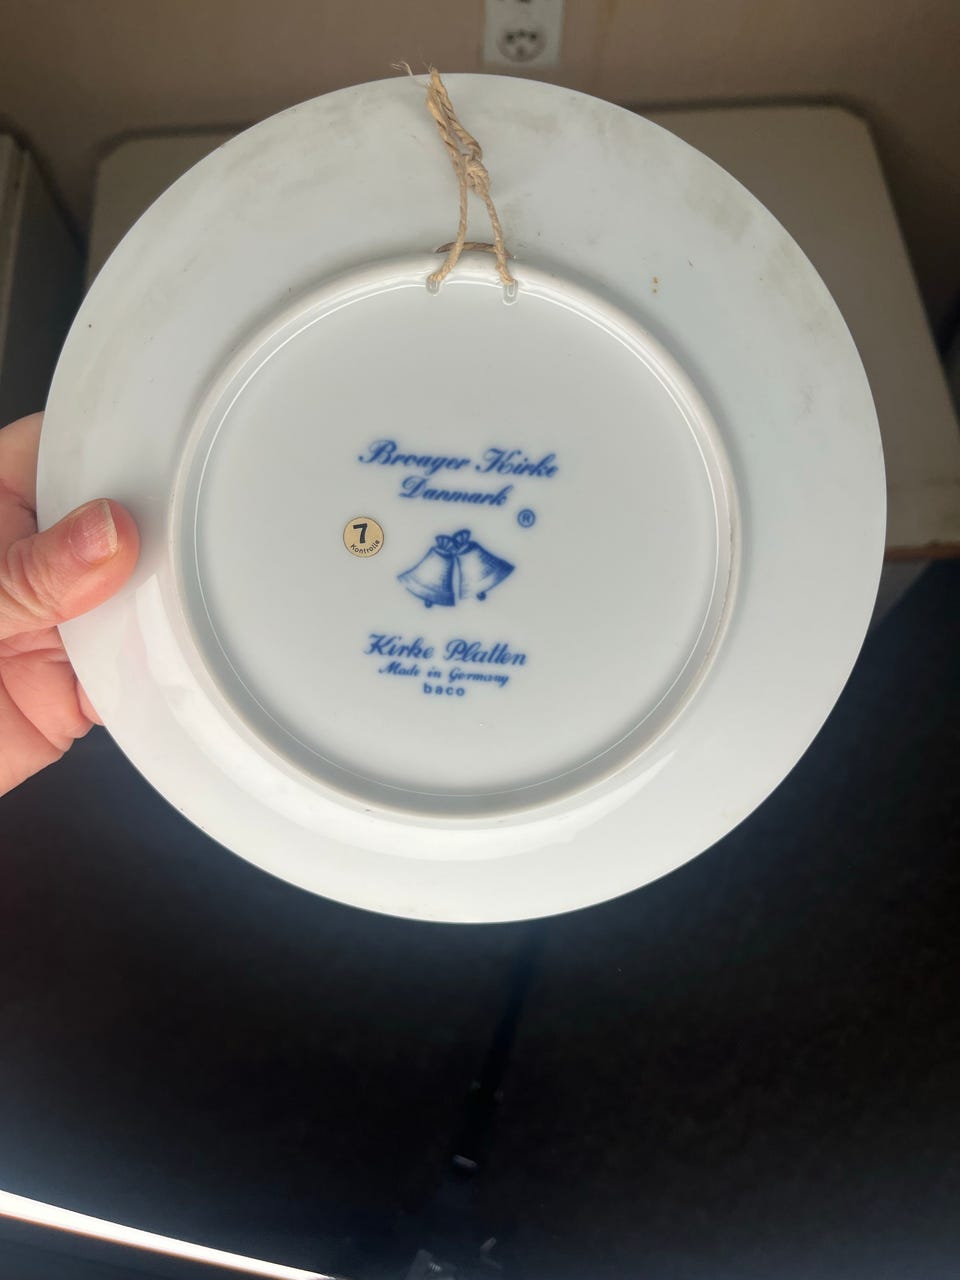 Broager Kirke
Danmark
®
7
Kontrolle
Kirke Platten
Made in Germany
baco